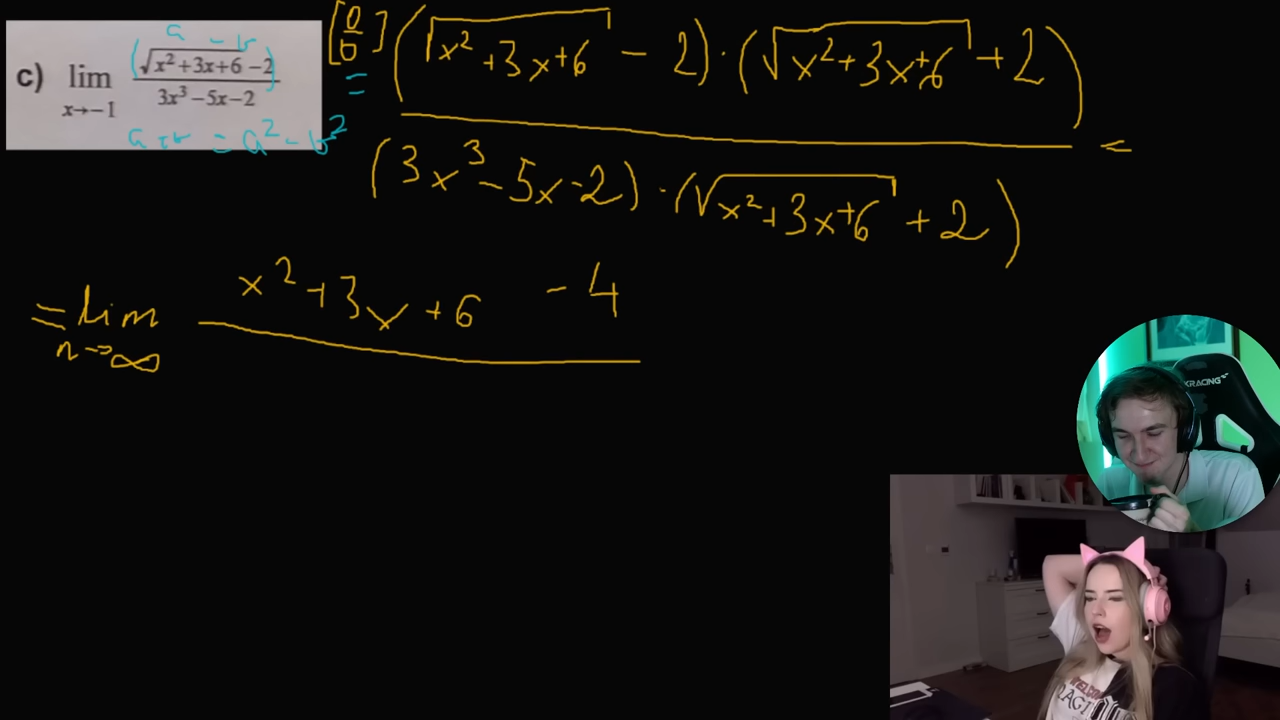 c) lim x→-1 (√x²+3x+6 -2) / 3x³-5x-2
a - b
a+b = a² - b²
[0/0] = (√x²+3x+6 - 2)·(√x²+3x+6 + 2) / (3x³-5x-2)·(√x²+3x+6 + 2) =
= lim n→∞ x²+3x+6 -4
KRACING